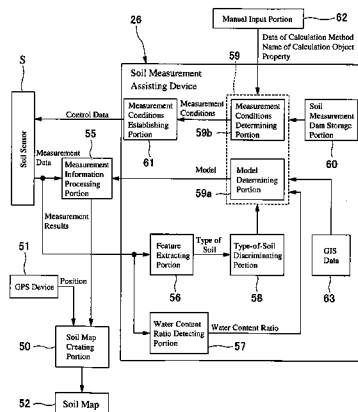 Manual Input Portion
62
Data of Calculation Method
Name of Calculation Object
Property
26
59
S
Soil Measurement
Assisting Device
Control Data
Measurement
Conditions
Establishing
Portion
61
Measurement
Conditions
Measurement
Conditions
Determining
Portion
59b
Soil
Measurement
Data Storage
Portion
60
Soil Sensor
55
Measurement
Data
Measurement
Information
Processing
Portion
Model
Model
Determining
Portion
59a
Measurement
Results
51
GPS Device
Position
Feature
Extracting
Portion
56
Type of
Soil
Type-of-Soil
Discriminating
Portion
58
GIS
Data
63
Water Content
Ratio Detecting
Portion
57
Water Content Ratio
50
Soil Map
Creating
Portion
52
Soil Map